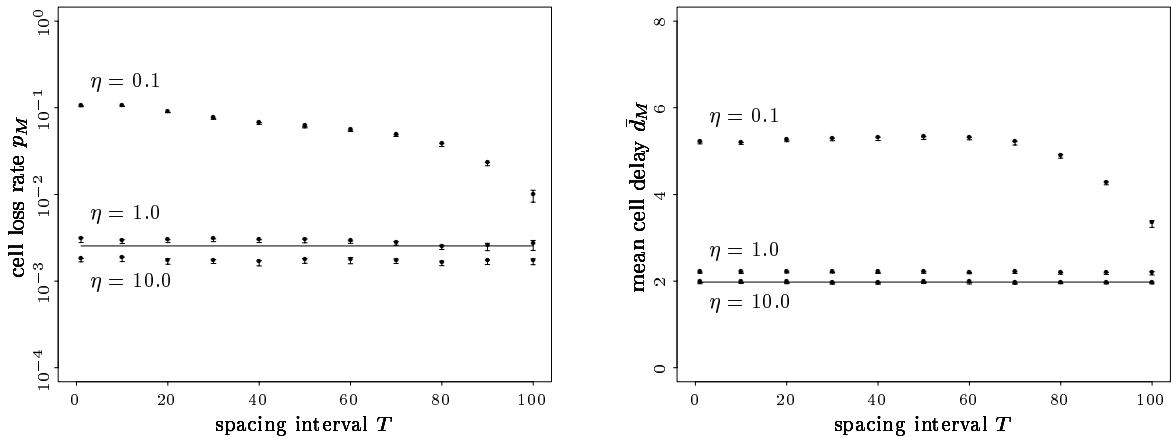 10⁰
10⁻¹
10⁻²
10⁻³
10⁻⁴
cell loss rate p_M
η = 0.1
η = 1.0
η = 10.0
0 20 40 60 80 100
spacing interval T
8
6
4
2
0
mean cell delay d̄_M
η = 0.1
η = 1.0
η = 10.0
0 20 40 60 80 100
spacing interval T